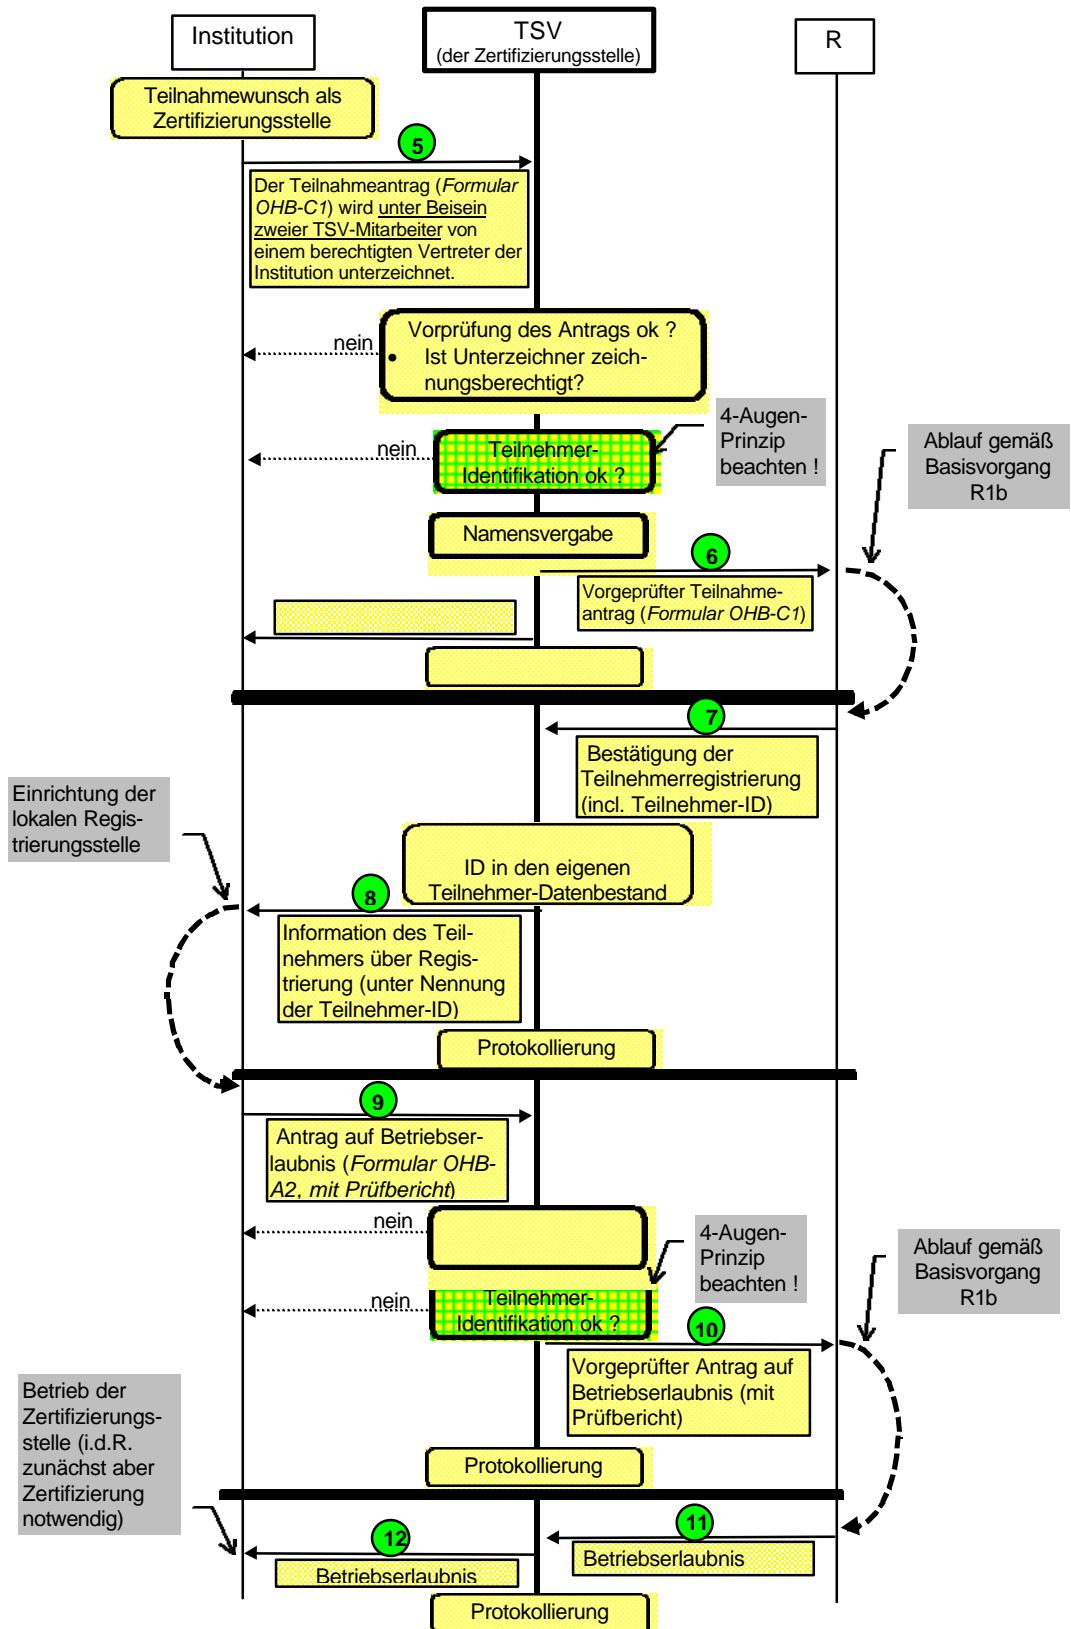 Institution
TSV
(der Zertifizierungsstelle)
R
Teilnahmewunsch als
Zertifizierungsstelle
5
Der Teilnahmeantrag (Formular
OHB-C1) wird unter Beisein
zweier TSV-Mitarbeiter von
einem berechtigten Vertreter der
Institution unterzeichnet.
nein
Vorprüfung des Antrags ok ?
• Ist Unterzeichner zeich-
nungsberechtigt?
4-Augen-
Prinzip
beachten !
nein
Teilnehmer-
Identifikation ok ?
Ablauf gemäß
Basisvorgang
R1b
Namensvergabe
6
Vorgeprüfter Teilnahme-
antrag (Formular OHB-C1)
7
Bestätigung der
Teilnehmerregistrierung
(incl. Teilnehmer-ID)
Einrichtung der
lokalen Regis-
trierungsstelle
ID in den eigenen
Teilnehmer-Datenbestand
8
Information des Teil-
nehmers über Regis-
trierung (unter Nennung
der Teilnehmer-ID)
Protokollierung
9
Antrag auf Betriebser-
laubnis (Formular OHB-
A2, mit Prüfbericht)
nein
4-Augen-
Prinzip
beachten !
Ablauf gemäß
Basisvorgang
R1b
nein
Teilnehmer-
Identifikation ok ?
10
Vorgeprüfter Antrag auf
Betriebserlaubnis (mit
Prüfbericht)
Betrieb der
Zertifizierungs-
stelle (i.d.R.
zunächst aber
Zertifizierung
notwendig)
Protokollierung
11
Betriebserlaubnis
12
Betriebserlaubnis
Protokollierung